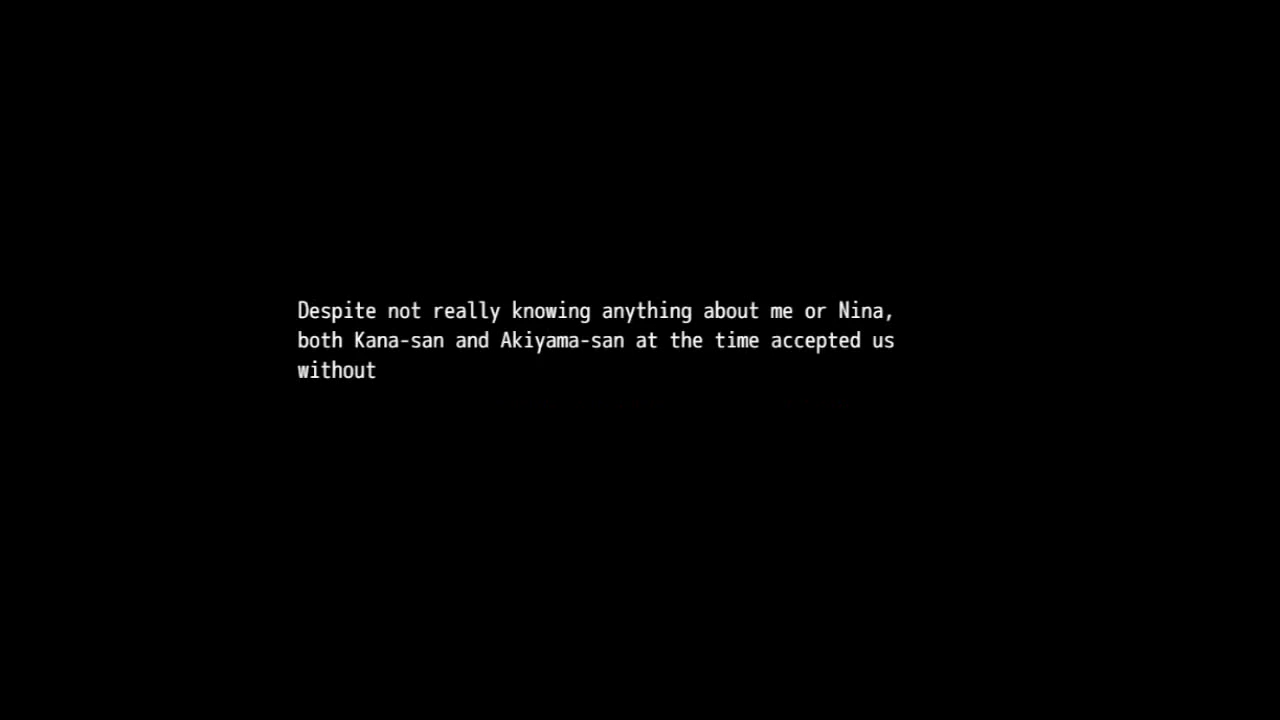 Despite not really knowing anything about me or Nina,
both Kana-san and Akiyama-san at the time accepted us
without